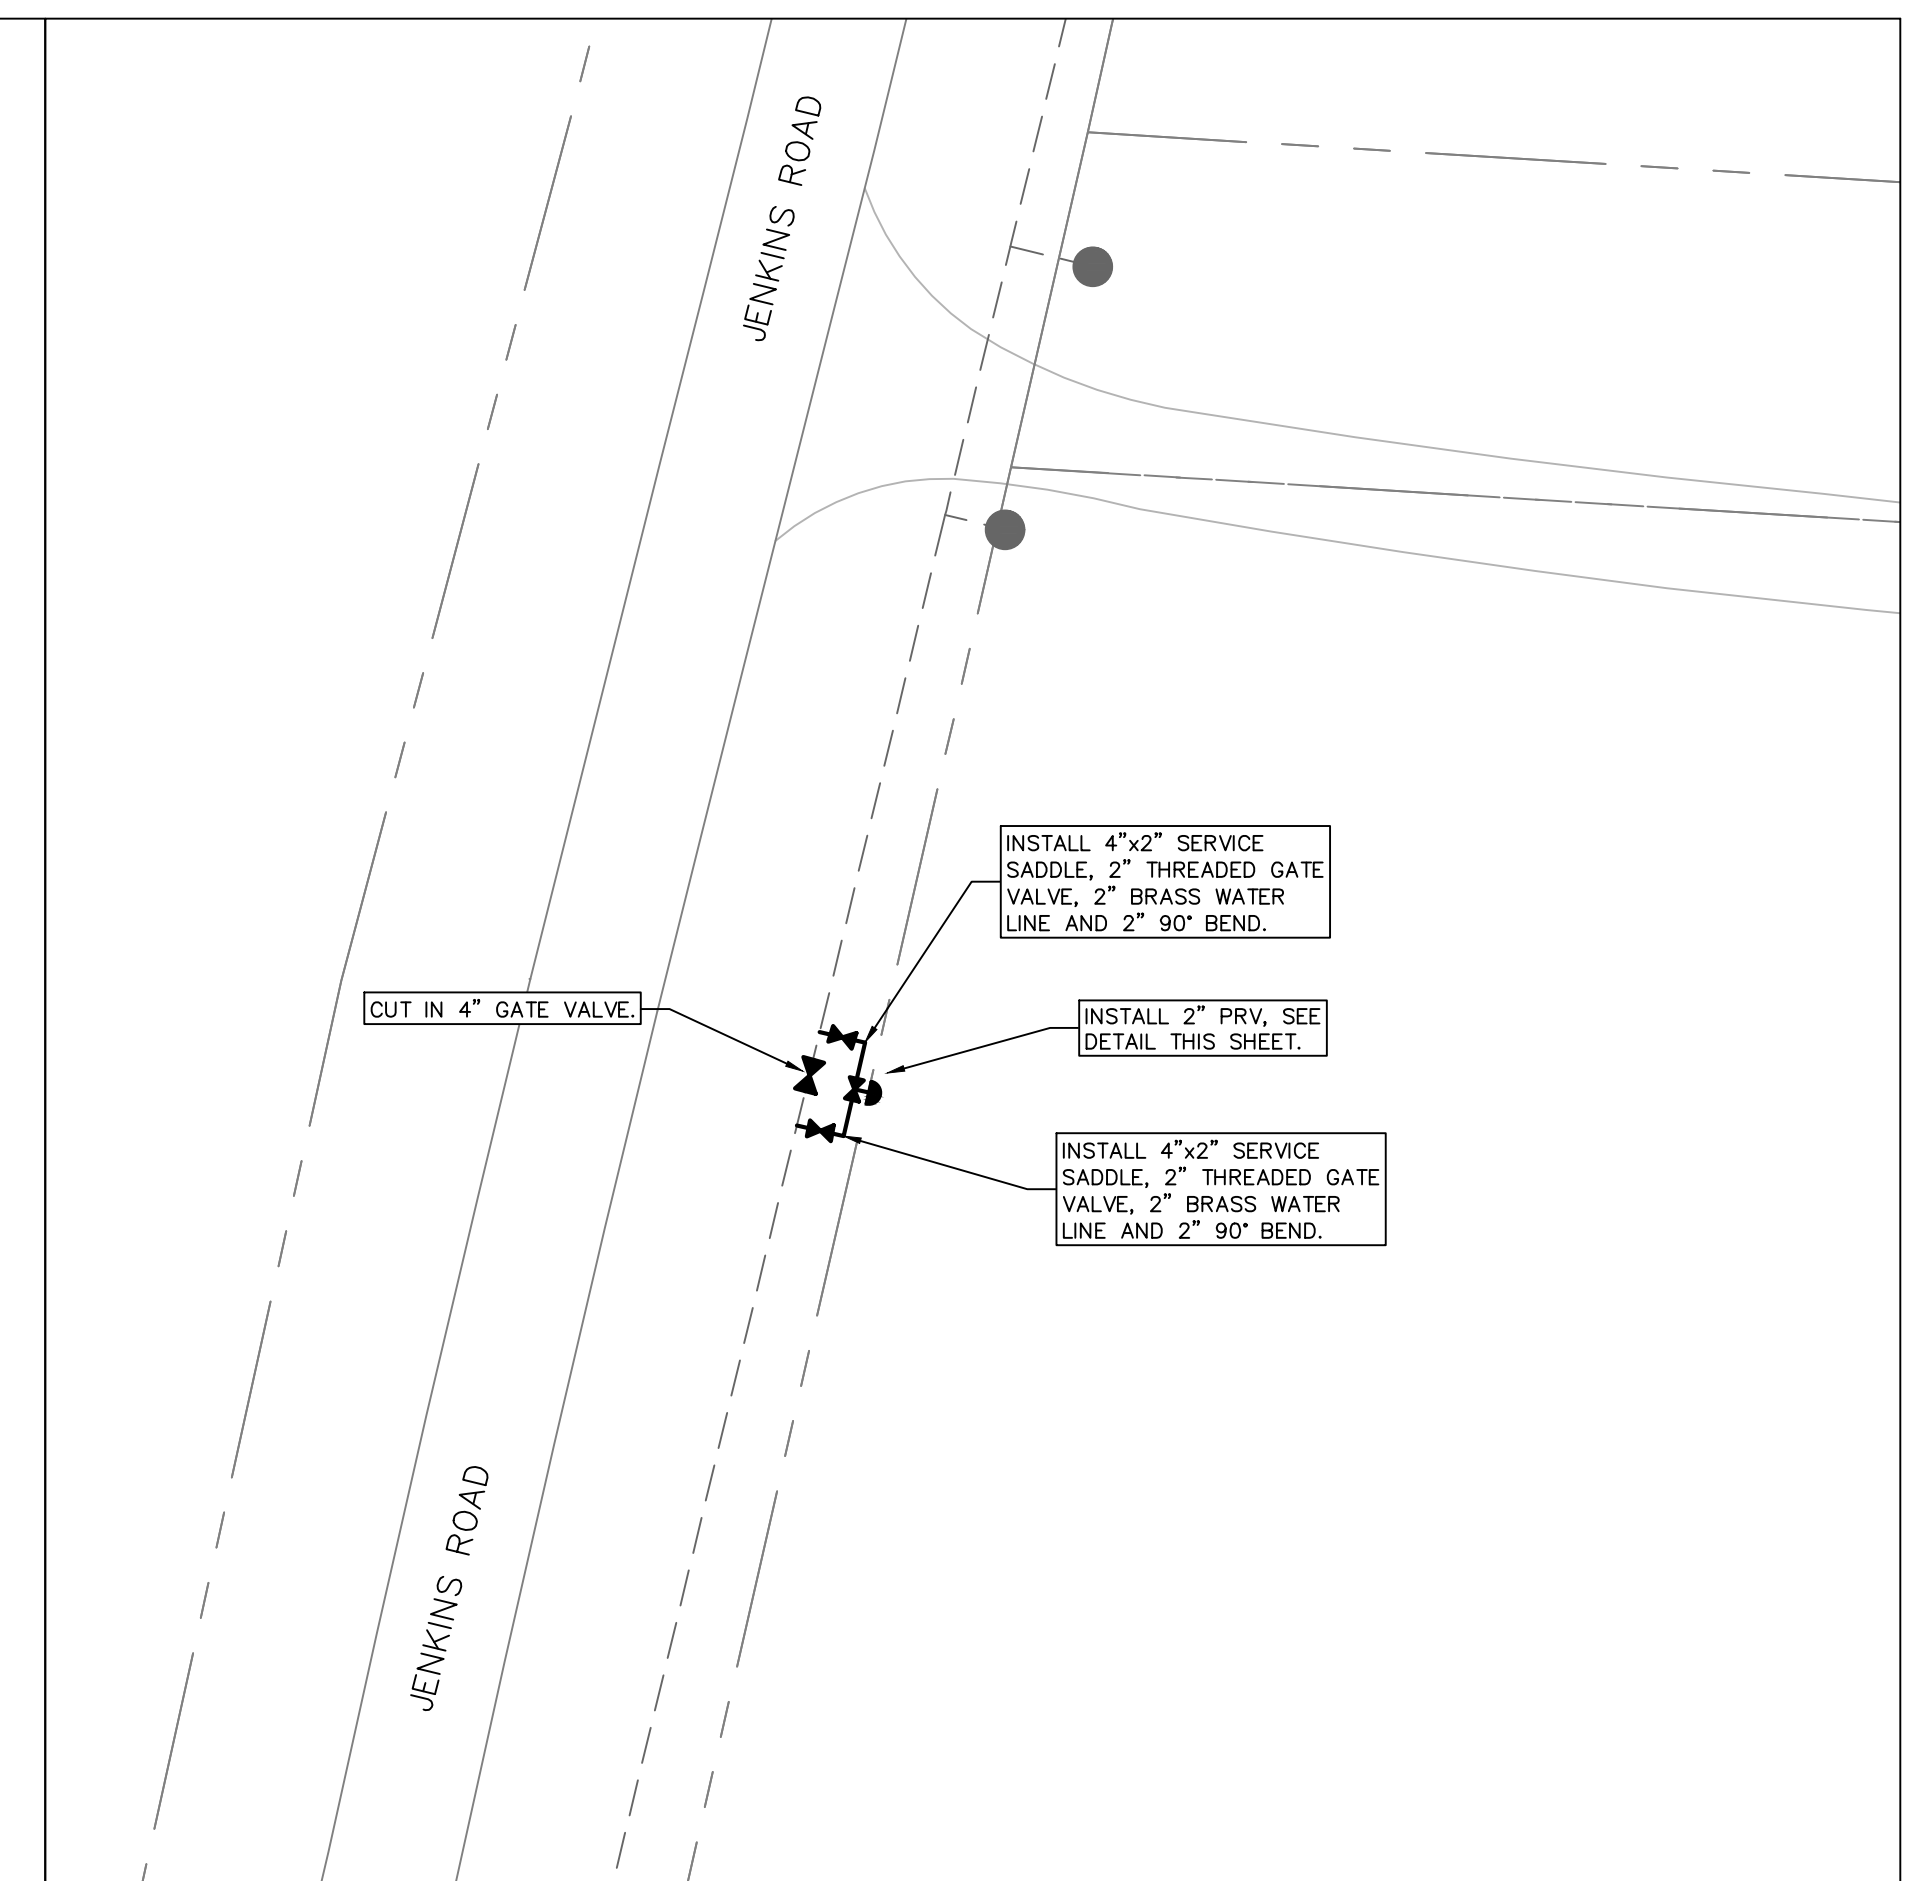 JENKINS ROAD
INSTALL 4"x2" SERVICE
SADDLE, 2" THREADED GATE
VALVE, 2" BRASS WATER
LINE AND 2" 90° BEND.
CUT IN 4" GATE VALVE.
INSTALL 2" PRV, SEE
DETAIL THIS SHEET.
INSTALL 4"x2" SERVICE
SADDLE, 2" THREADED GATE
VALVE, 2" BRASS WATER
LINE AND 2" 90° BEND.
JENKINS ROAD